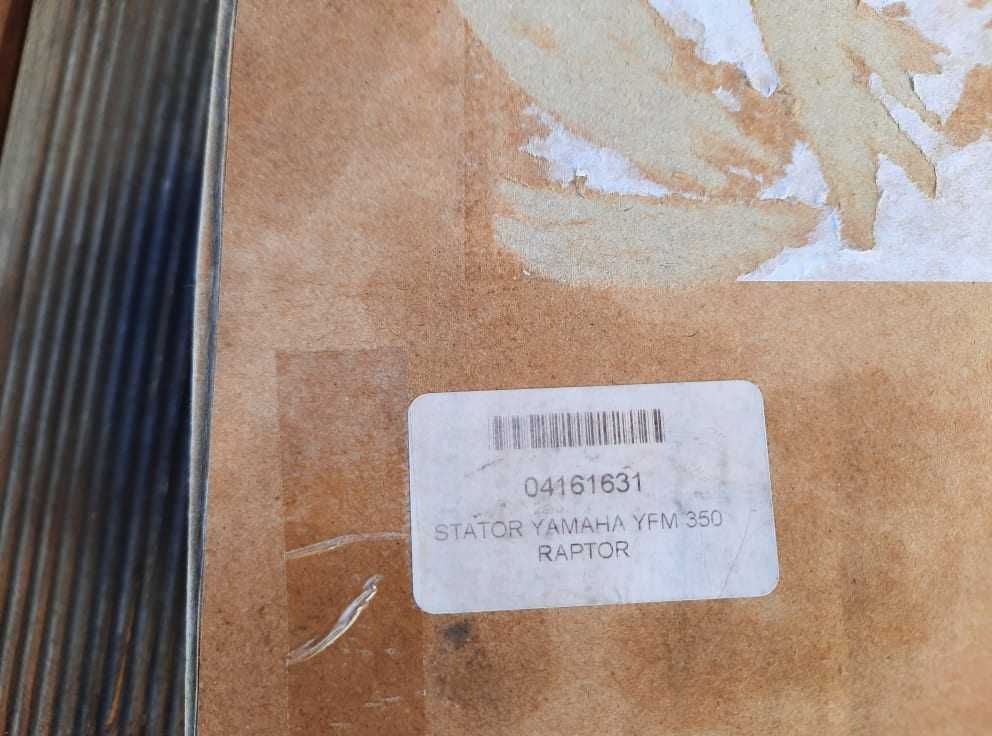 04161631
STATOR YAMAHA YFM 350
RAPTOR